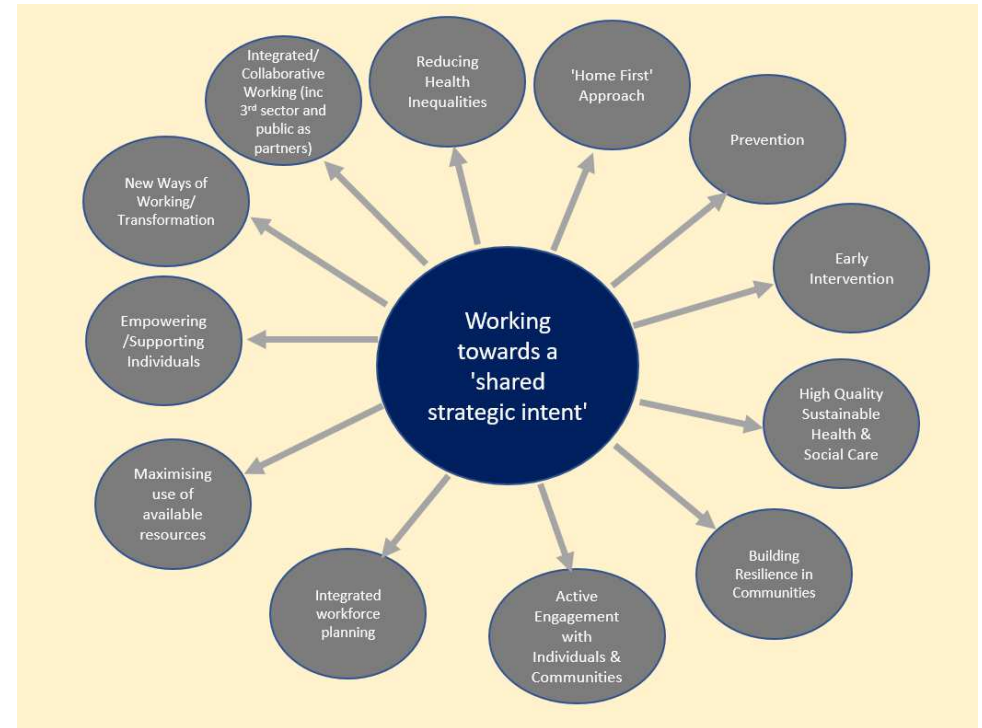 Integrated/
Collaborative
Working (inc
3rd sector and
public as
partners)
Reducing
Health
Inequalities
'Home First'
Approach
Prevention
Early
Intervention
High Quality
Sustainable
Health &
Social Care
Building
Resilience in
Communities
Active
Engagement
with
Individuals &
Communities
Integrated
workforce
planning
Maximising
use of
available
resources
Empowering
/Supporting
Individuals
New Ways of
Working/
Transformation
Working
towards a
'shared
strategic intent'